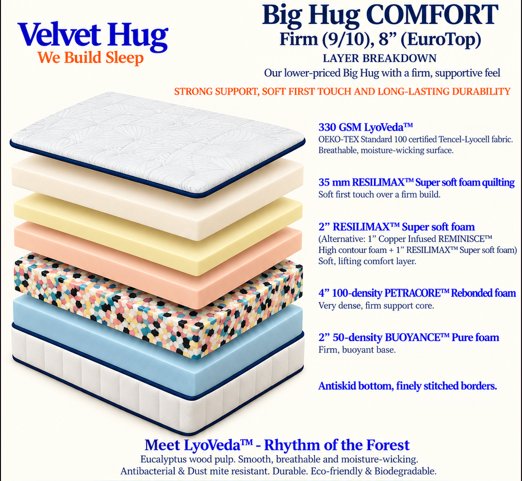 Velvet Hug
We Build Sleep
Big Hug COMFORT
Firm (9/10), 8” (EuroTop)
LAYER BREAKDOWN
Our lower-priced Big Hug with a firm, supportive feel
STRONG SUPPORT, SOFT FIRST TOUCH AND LONG-LASTING DURABILITY
330 GSM LyoVeda™
OEKO-TEX Standard 100 certified Tencel-Lyocell fabric.
Breathable, moisture-wicking surface.
35 mm RESILIMAX™ Super soft foam quilting
Soft first touch over a firm build.
2” RESILIMAX™ Super soft foam
(Alternative: 1” Copper Infused REMINISCE™
High contour foam + 1” RESILIMAX™ Super soft foam)
Soft, lifting comfort layer.
4” 100-density PETRACORE™ Rebonded foam
Very dense, firm support core.
2” 50-density BUOYANCE™ Pure foam
Firm, buoyant base.
Antiskid bottom, finely stitched borders.
Meet LyoVeda™ - Rhythm of the Forest
Eucalyptus wood pulp. Smooth, breathable and moisture-wicking.
Antibacterial & Dust mite resistant. Durable. Eco-friendly & Biodegradable.